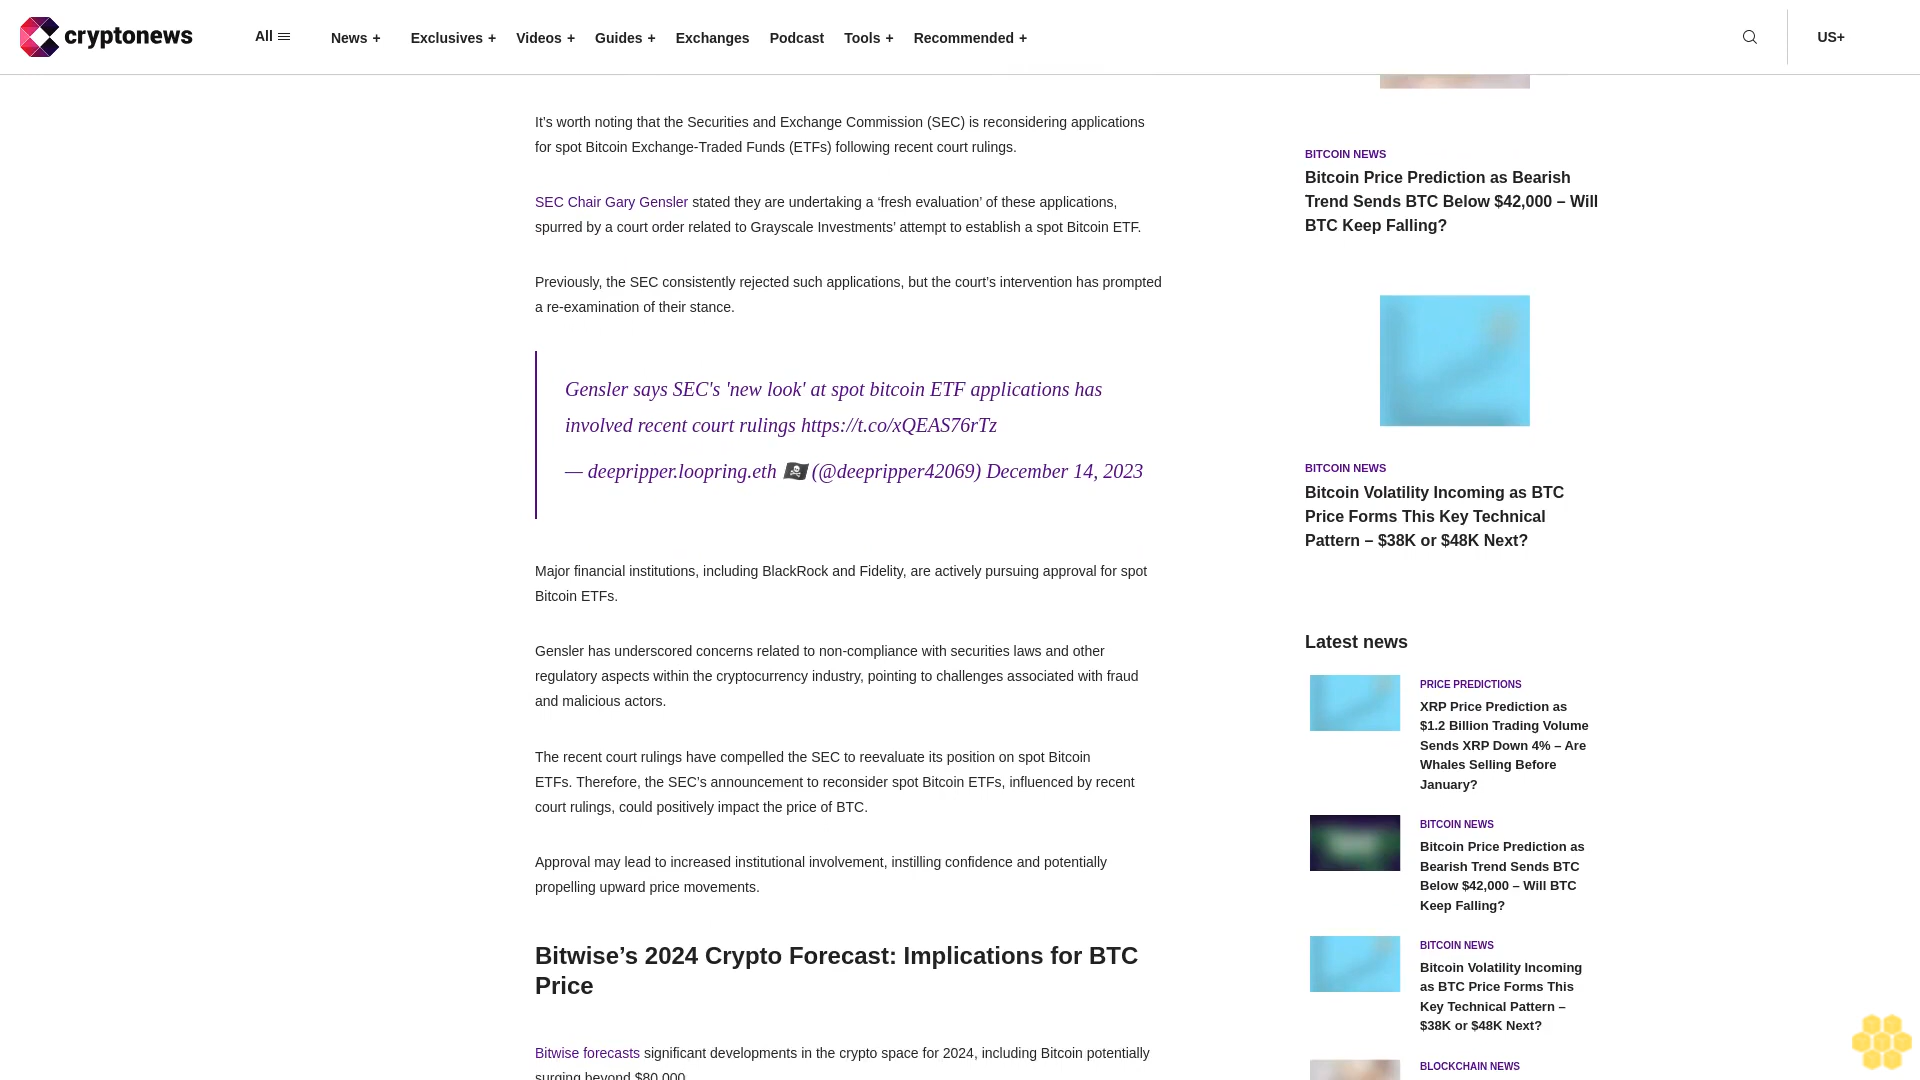 cryptonews
All
News +
Exclusives +
Videos +
Guides +
Exchanges
Podcast
Tools +
Recommended +
US+
It’s worth noting that the Securities and Exchange Commission (SEC) is reconsidering applications
for spot Bitcoin Exchange-Traded Funds (ETFs) following recent court rulings.
SEC Chair Gary Gensler stated they are undertaking a ‘fresh evaluation’ of these applications,
spurred by a court order related to Grayscale Investments’ attempt to establish a spot Bitcoin ETF.
Previously, the SEC consistently rejected such applications, but the court’s intervention has prompted
a re-examination of their stance.
Gensler says SEC's 'new look' at spot bitcoin ETF applications has
involved recent court rulings https://t.co/xQEAS76rTz
— deepripper.loopring.eth 🏴‍☠️ (@deepripper42069) December 14, 2023
Major financial institutions, including BlackRock and Fidelity, are actively pursuing approval for spot
Bitcoin ETFs.
Gensler has underscored concerns related to non-compliance with securities laws and other
regulatory aspects within the cryptocurrency industry, pointing to challenges associated with fraud
and malicious actors.
The recent court rulings have compelled the SEC to reevaluate its position on spot Bitcoin
ETFs. Therefore, the SEC’s announcement to reconsider spot Bitcoin ETFs, influenced by recent
court rulings, could positively impact the price of BTC.
Approval may lead to increased institutional involvement, instilling confidence and potentially
propelling upward price movements.
Bitwise’s 2024 Crypto Forecast: Implications for BTC
Price
Bitwise forecasts significant developments in the crypto space for 2024, including Bitcoin potentially
surging beyond $80,000.
BITCOIN NEWS
Bitcoin Price Prediction as Bearish
Trend Sends BTC Below $42,000 – Will
BTC Keep Falling?
BITCOIN NEWS
Bitcoin Volatility Incoming as BTC
Price Forms This Key Technical
Pattern – $38K or $48K Next?
Latest news
PRICE PREDICTIONS
XRP Price Prediction as
$1.2 Billion Trading Volume
Sends XRP Down 4% – Are
Whales Selling Before
January?
BITCOIN NEWS
Bitcoin Price Prediction as
Bearish Trend Sends BTC
Below $42,000 – Will BTC
Keep Falling?
BITCOIN NEWS
Bitcoin Volatility Incoming
as BTC Price Forms This
Key Technical Pattern –
$38K or $48K Next?
BLOCKCHAIN NEWS